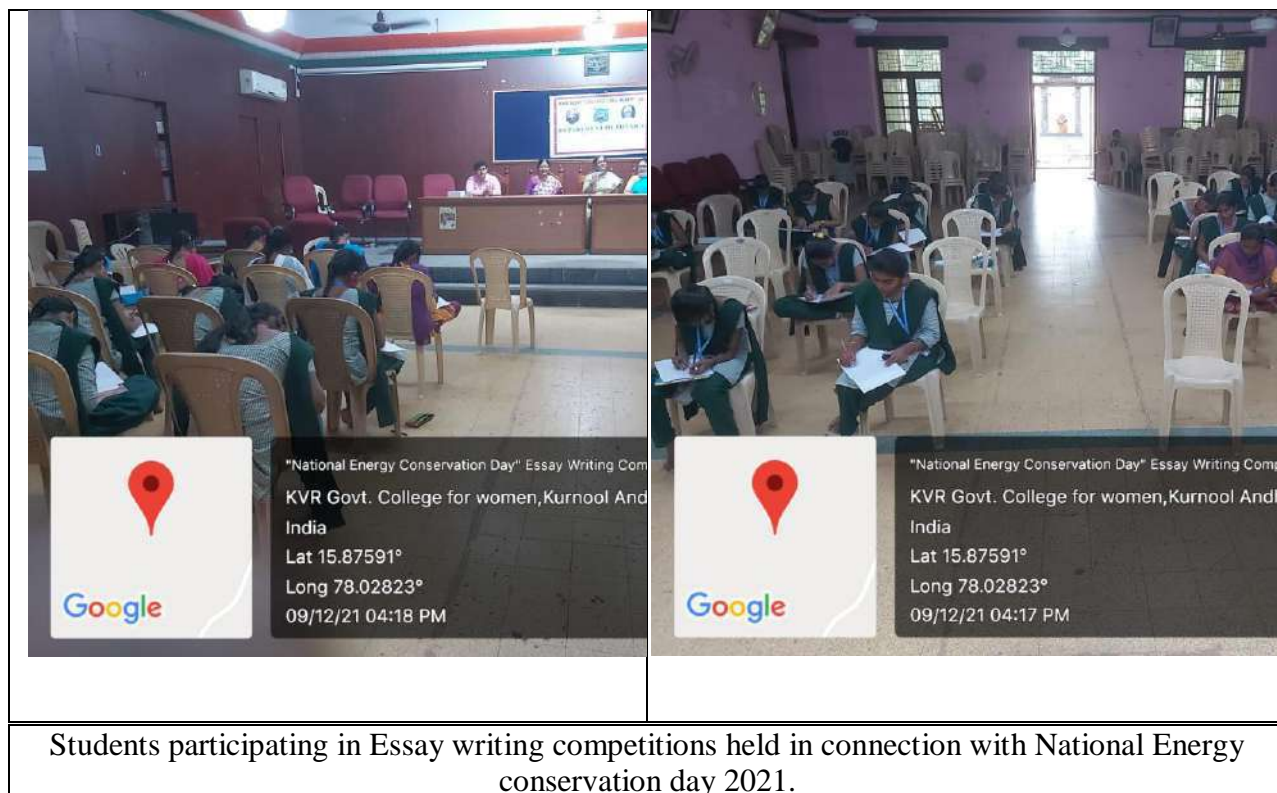 "National Energy Conservation Day" Essay Writing Com
KVR Govt. College for women,Kurnool And
India
Lat 15.87591°
Long 78.02823°
09/12/21 04:18 PM
Google
"National Energy Conservation Day" Essay Writing Comp
KVR Govt. College for women,Kurnool Andh
India
Lat 15.87591°
Long 78.02823°
09/12/21 04:17 PM
Google
Students participating in Essay writing competitions held in connection with National Energy
conservation day 2021.